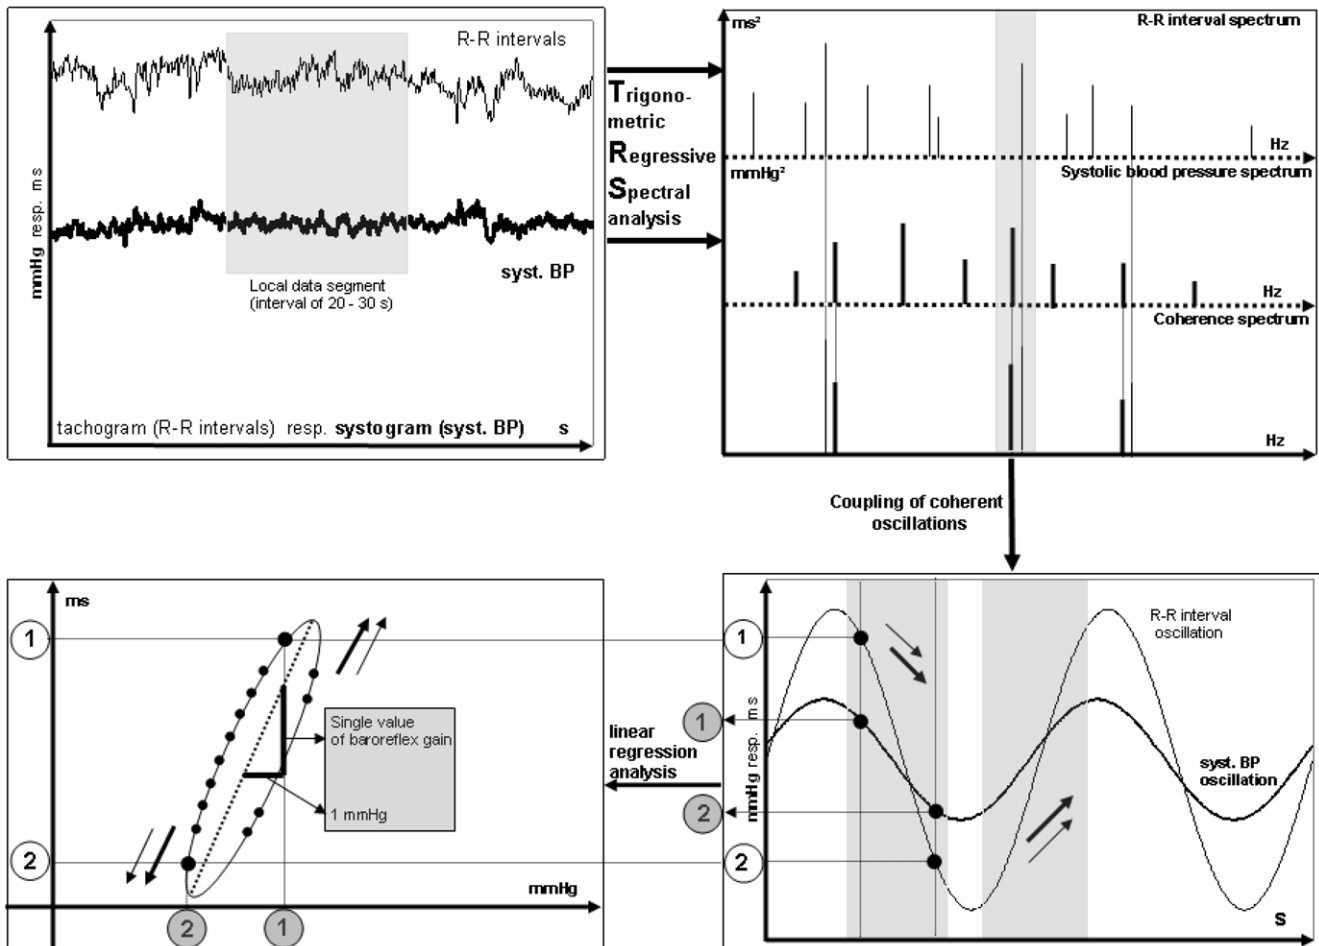 R-R intervals
mmHg resp. ms
syst. BP
Local data segment
(interval of 20 - 30 s)
tachogram (R-R intervals) resp. systogram (syst. BP) s
Trigono-
metric
Regressive
Spectral
analysis
ms²
R-R interval spectrum
Hz
mmHg²
Systolic blood pressure spectrum
Hz
Coherence spectrum
Hz
Coupling of coherent
oscillations
ms
1
2
Single value
of baroreflex gain
1 mmHg
mmHg
2
1
linear
regression
analysis
1
1
2
2
mmHg resp. ms
R-R interval
oscillation
syst. BP
oscillation
s